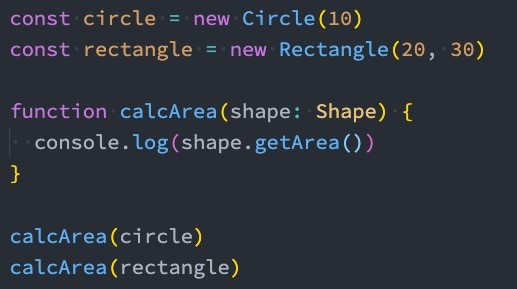 const circle = new Circle(10)
const rectangle = new Rectangle(20, 30)

function calcArea(shape: Shape) {
  console.log(shape.getArea())
}

calcArea(circle)
calcArea(rectangle)